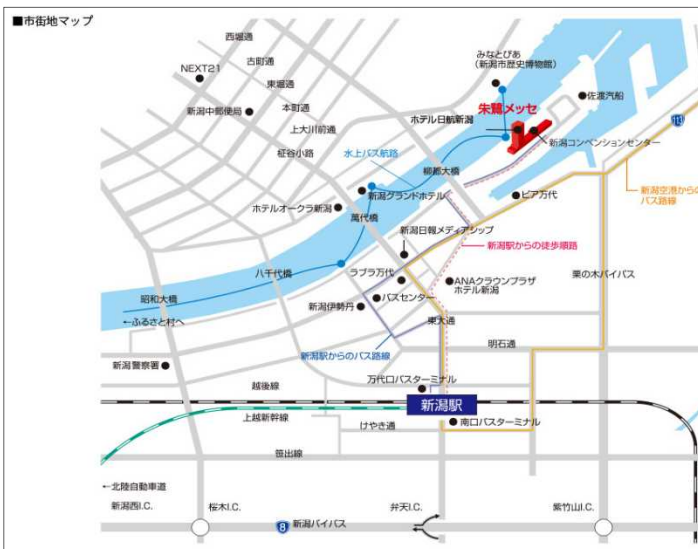 ■市街地マップ
西堀通
古町通
NEXT21
東堀通
新潟中郵便局
本町通
上大川前通
柾谷小路
みなとぴあ
(新潟市歴史博物館)
佐渡汽船
朱鷺メッセ
ホテル日航新潟
新潟コンベンションセンター
113
水上バス航路
柳都大橋
新潟空港からの
バス路線
新潟グランドホテル
ピア万代
ホテルオークラ新潟
萬代橋
新潟日報メディアシップ
新潟駅からの徒歩順路
八千代橋
ラブラ万代
ANAクラウンプラザ
ホテル新潟
栗の木バイパス
昭和大橋
バスセンター
新潟伊勢丹
←ふるさと村へ
東大通
新潟駅からのバス路線
明石通
新潟警察署
越後線
万代口バスターミナル
新潟駅
上越新幹線
けやき通
南口バスターミナル
笹出線
←北陸自動車道
新潟西I.C.
桜木I.C.
弁天I.C.
紫竹山I.C.
8
新潟バイパス